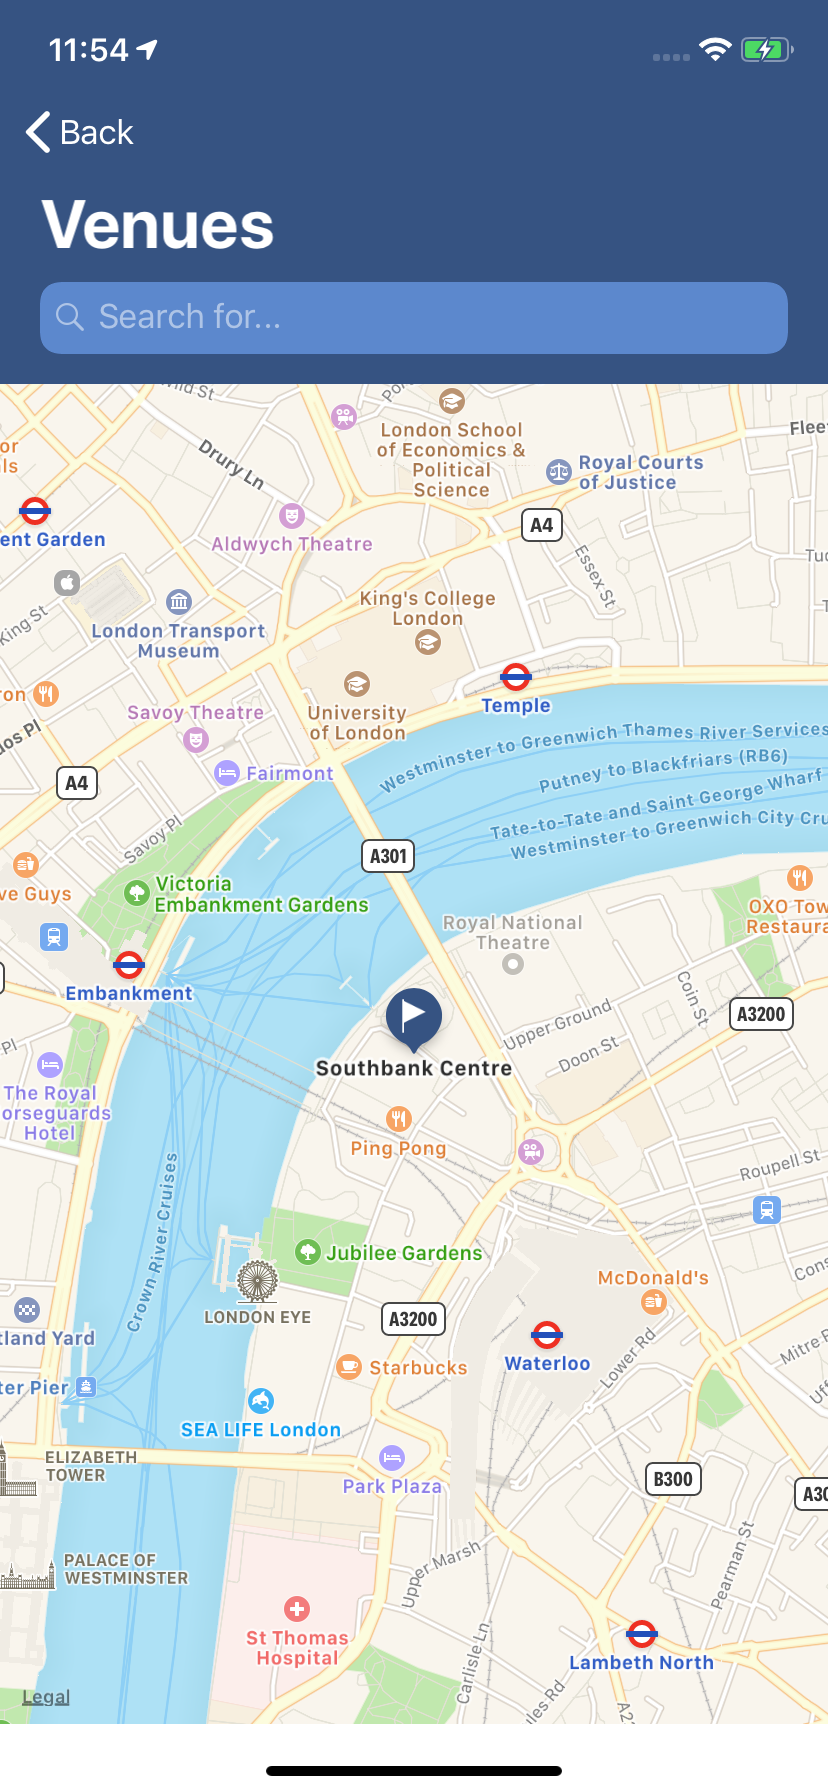 11:54
Back
Venues
Search for...
Drury Ln
London School
of Economics &
Political
Science
Royal Courts
of Justice
ent Garden
A4
Aldwych Theatre
Essex St
King St
King's College
London
London Transport
Museum
Temple
Savoy Theatre
University
of London
Westminster to Greenwich Thames River Services
Putney to Blackfriars (RB6)
Tate-to-Tate and Saint George Wharf
Westminster to Greenwich City Cru
Fairmont
A4
Savoy Pl
A301
ve Guys
Victoria
Embankment Gardens
Royal National
Theatre
OXO Tow
Restaura
Embankment
Coin St
A3200
Upper Ground
Doon St
Southbank Centre
The Royal
orseguards
Hotel
Ping Pong
Roupell St
Crown River Cruises
Jubilee Gardens
LONDON EYE
A3200
McDonald's
Waterloo
Lower Rd
Mitre R
tland Yard
ter Pier
Starbucks
SEA LIFE London
ELIZABETH
TOWER
Park Plaza
B300
A30
PALACE OF
WESTMINSTER
Upper Marsh
Pearman St
St Thomas
Hospital
Carlisle Ln
Lambeth North
Legal